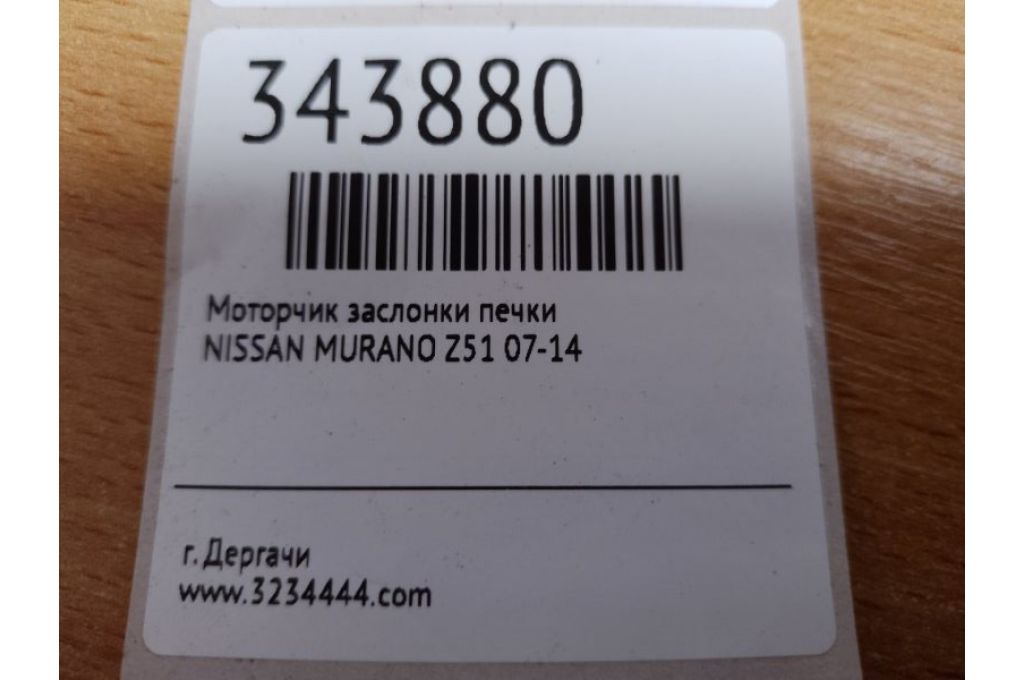 343880
Моторчик заслонки печки
NISSAN MURANO Z51 07-14
г. Дергачи
www.3234444.com